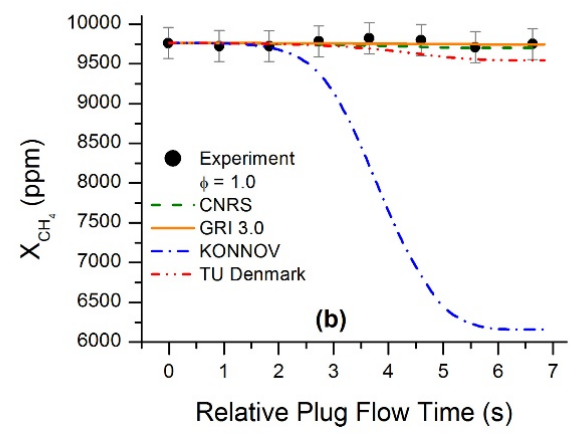 10000
9500
9000
8500
8000
7500
7000
6500
6000
X_CH4 (ppm)
Experiment
ϕ = 1.0
CNRS
GRI 3.0
KONNOV
TU Denmark
(b)
0 1 2 3 4 5 6 7
Relative Plug Flow Time (s)